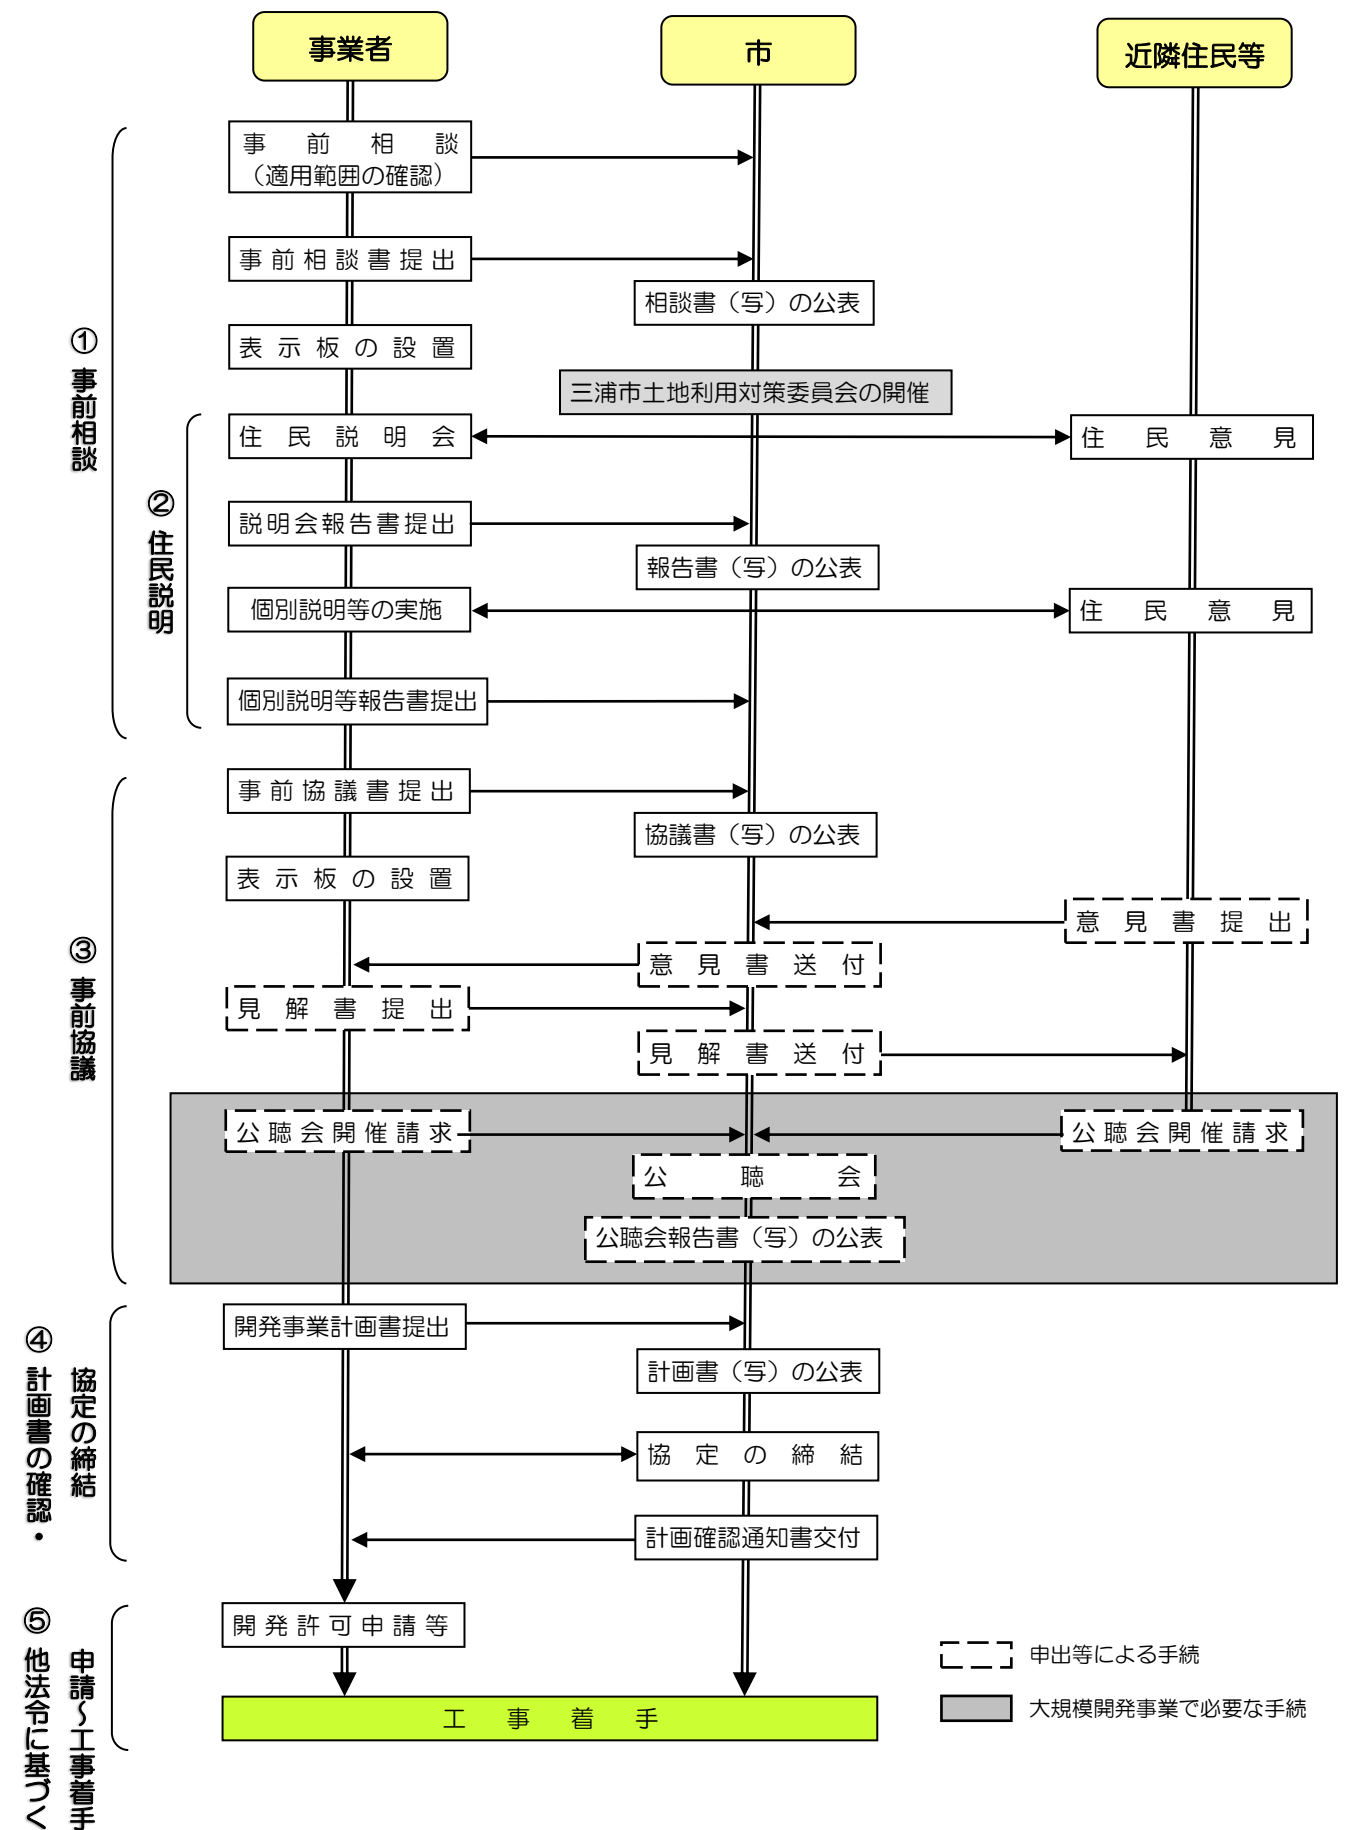 事業者
市
近隣住民等
① 事前相談
事前相談
（適用範囲の確認）
事前相談書提出
相談書（写）の公表
表示板の設置
三浦市土地利用対策委員会の開催
② 住民説明
住民説明会
住民意見
説明会報告書提出
報告書（写）の公表
個別説明等の実施
住民意見
個別説明等報告書提出
③ 事前協議
事前協議書提出
協議書（写）の公表
表示板の設置
意見書提出
意見書送付
見解書提出
見解書送付
公聴会開催請求
公聴会開催請求
公聴会
公聴会報告書（写）の公表
④ 計画書の確認・
協定の締結
開発事業計画書提出
計画書（写）の公表
協定の締結
計画確認通知書交付
⑤ 他法令に基づく
申請～工事着手
開発許可申請等
工事着手
申出等による手続
大規模開発事業で必要な手続